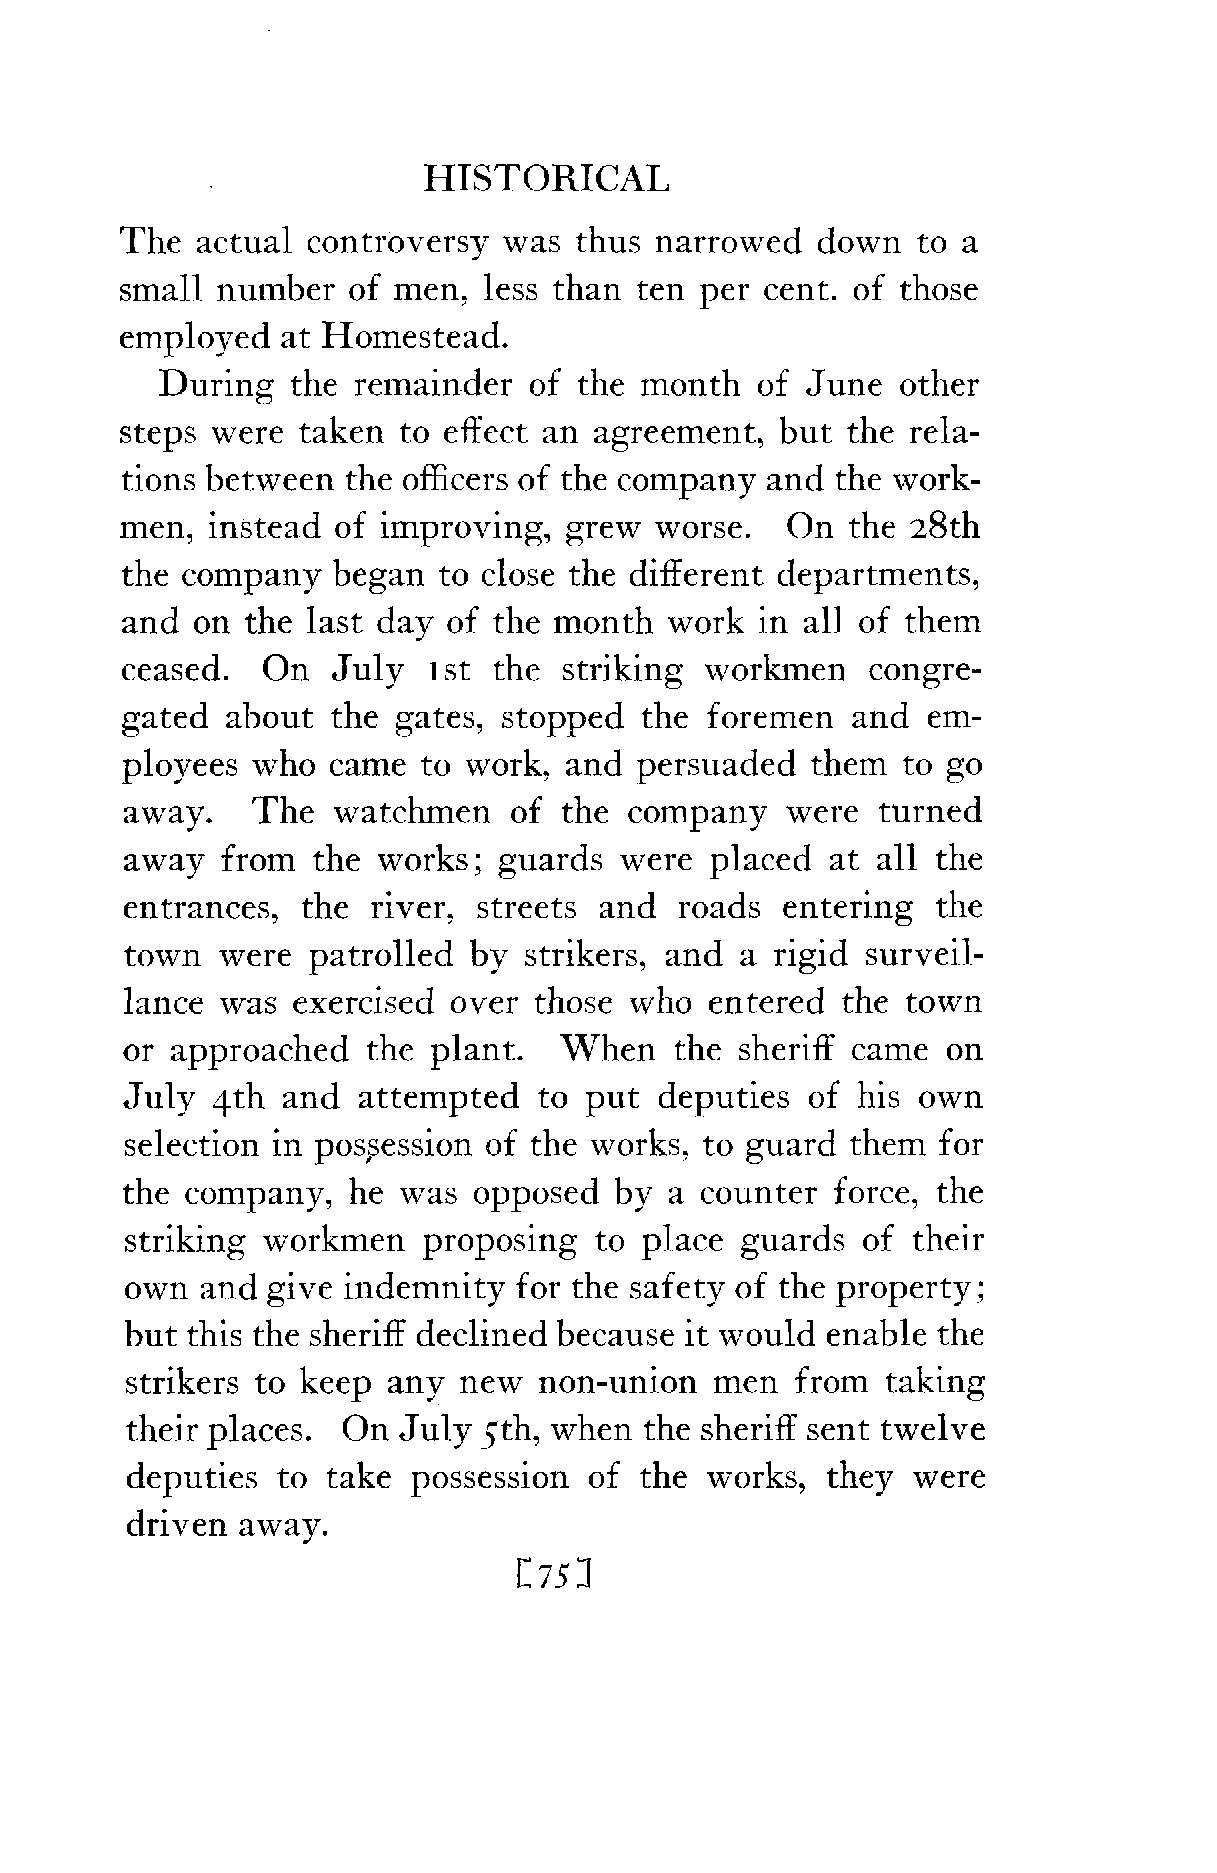 HISTORICAL
The actual controversy was thus narrowed down to a
small number of men, less than ten per cent. of those
employed at Homestead.
During the remainder of the month of June other
steps were taken to effect an agreement, but the rela-
tions between the officers of the company and the work-
men, instead of improving, grew worse. On the 28th
the company began to close the different departments,
and on the last day of the month work in all of them
ceased. On July 1st the striking workmen congre-
gated about the gates, stopped the foremen and em-
ployees who came to work, and persuaded them to go
away. The watchmen of the company were turned
away from the works; guards were placed at all the
entrances, the river, streets and roads entering the
town were patrolled by strikers, and a rigid surveil-
lance was exercised over those who entered the town
or approached the plant. When the sheriff came on
July 4th and attempted to put deputies of his own
selection in possession of the works, to guard them for
the company, he was opposed by a counter force, the
striking workmen proposing to place guards of their
own and give indemnity for the safety of the property;
but this the sheriff declined because it would enable the
strikers to keep any new non-union men from taking
their places. On July 5th, when the sheriff sent twelve
deputies to take possession of the works, they were
driven away.
[75]